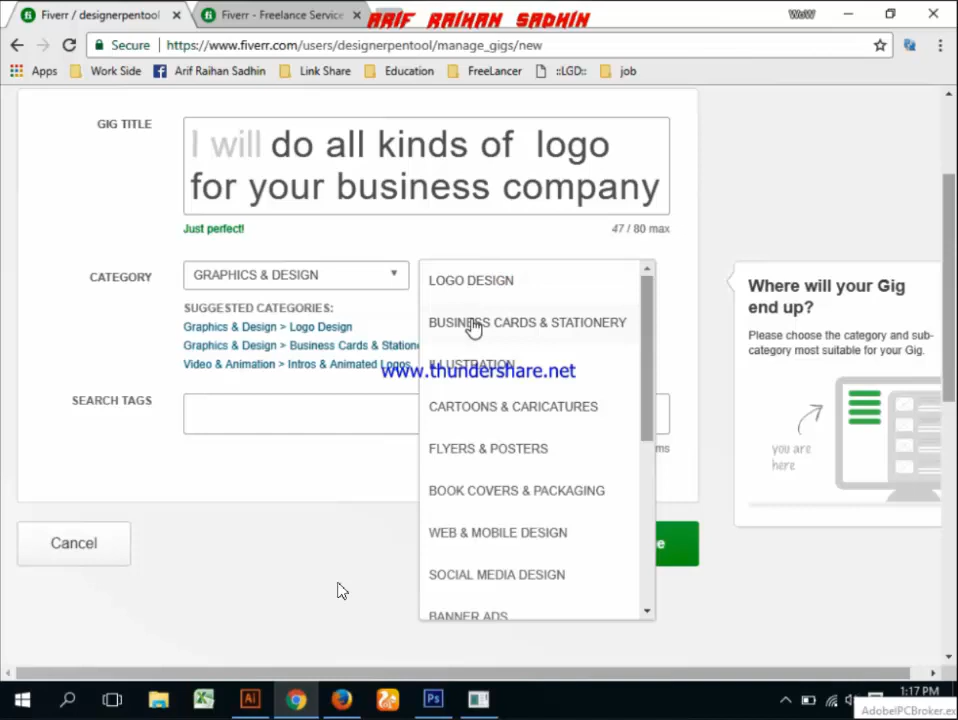 Fiverr / designerpentool
Fiverr - Freelance Service
ARIF RAIHAN SADHIN
WoW
Secure
https://www.fiverr.com/users/designerpentool/manage_gigs/new
Apps
Work Side
Arif Raihan Sadhin
Link Share
Education
FreeLancer
::LGD::
job
GIG TITLE
I will do all kinds of logo
for your business company
Just perfect!
47 / 80 max
CATEGORY
GRAPHICS & DESIGN
SUGGESTED CATEGORIES:
Graphics & Design > Logo Design
Graphics & Design > Business Cards & Statione
Video & Animation > Intros & Animated Logos
SEARCH TAGS
LOGO DESIGN
BUSINESS CARDS & STATIONERY
ILLUSTRATION
www.thundershare.net
CARTOONS & CARICATURES
FLYERS & POSTERS
BOOK COVERS & PACKAGING
WEB & MOBILE DESIGN
SOCIAL MEDIA DESIGN
BANNER ADS
ms
Where will your Gig
end up?
Please choose the category and sub-
category most suitable for your Gig.
you are
here
Cancel
e
Ai
Ps
1:17 PM
AdobeIPCBroker.ex